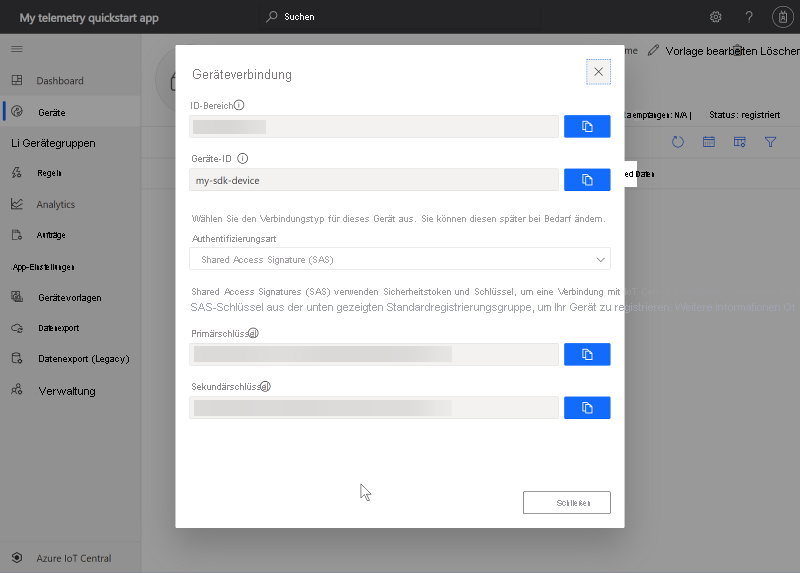 My telemetry quickstart app
Suchen
?
Dashboard
Geräte
Li Gerätegruppen
Regeln
Analytics
Aufträge
App-Einstellungen
Gerätevorlagen
Datenexport
Datenexport (Legacy)
Verwaltung
Azure IoT Central
me
Vorlage bearbeiten Löschen
empfangen: N/A |
Status: registriert
ed Daten
Geräteverbindung
ID-Bereich
Geräte-ID
my-sdk-device
Wählen Sie den Verbindungstyp für dieses Gerät aus. Sie können diesen später bei Bedarf ändern.
Authentifizierungsart
Shared Access Signature (SAS)
Shared Access Signatures (SAS) verwenden Sicherheitstoken und Schlüssel, um eine Verbindung mit
SAS-Schlüssel aus der unten gezeigten Standardregistrierungsgruppe, um Ihr Gerät zu registrieren. Weitere Informationen
Primärschlüssel
Sekundärschlüssel
Schließen